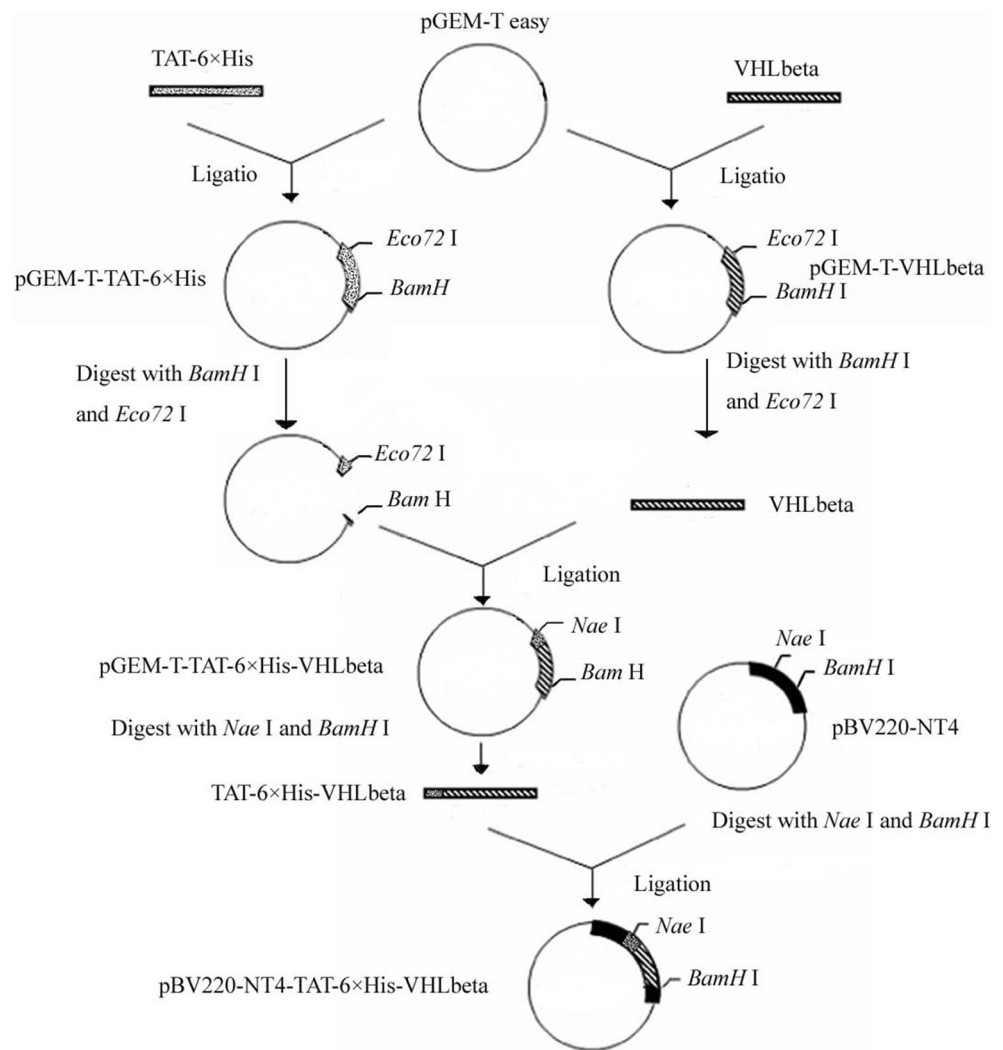 pGEM-T easy
TAT-6×His
VHLbeta
Ligatio
Ligatio
Eco72 I
pGEM-T-TAT-6×His
BamH
Eco72 I
pGEM-T-VHLbeta
BamH I
Digest with BamH I
and Eco72 I
Digest with BamH I
and Eco72 I
Eco72 I
Bam H
VHLbeta
Ligation
Nae I
pGEM-T-TAT-6×His-VHLbeta
Bam H
Nae I
BamH I
pBV220-NT4
Digest with Nae I and BamH I
TAT-6×His-VHLbeta
Digest with Nae I and BamH I
Ligation
Nae I
BamH I
pBV220-NT4-TAT-6×His-VHLbeta